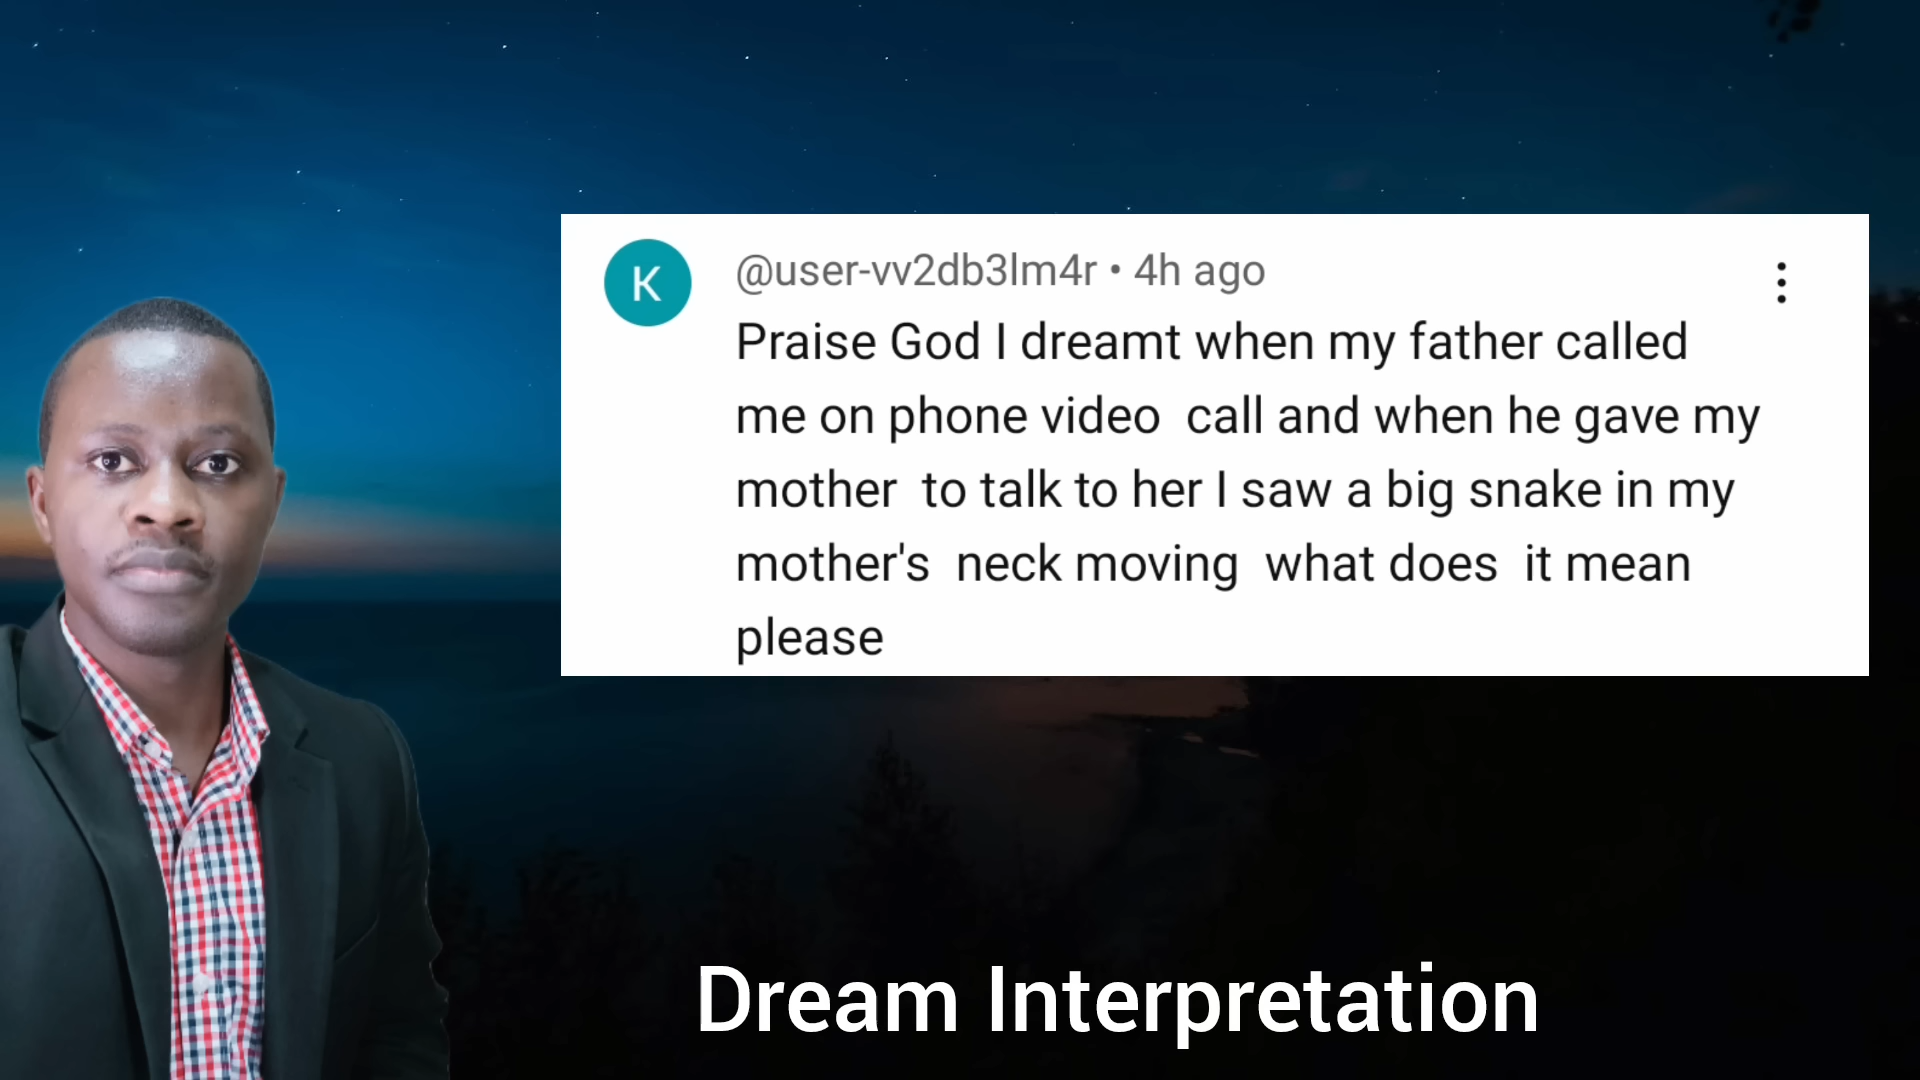 K
@user-vv2db3lm4r • 4h ago
Praise God I dreamt when my father called
me on phone video call and when he gave my
mother to talk to her I saw a big snake in my
mother's neck moving what does it mean
please
Dream Interpretation